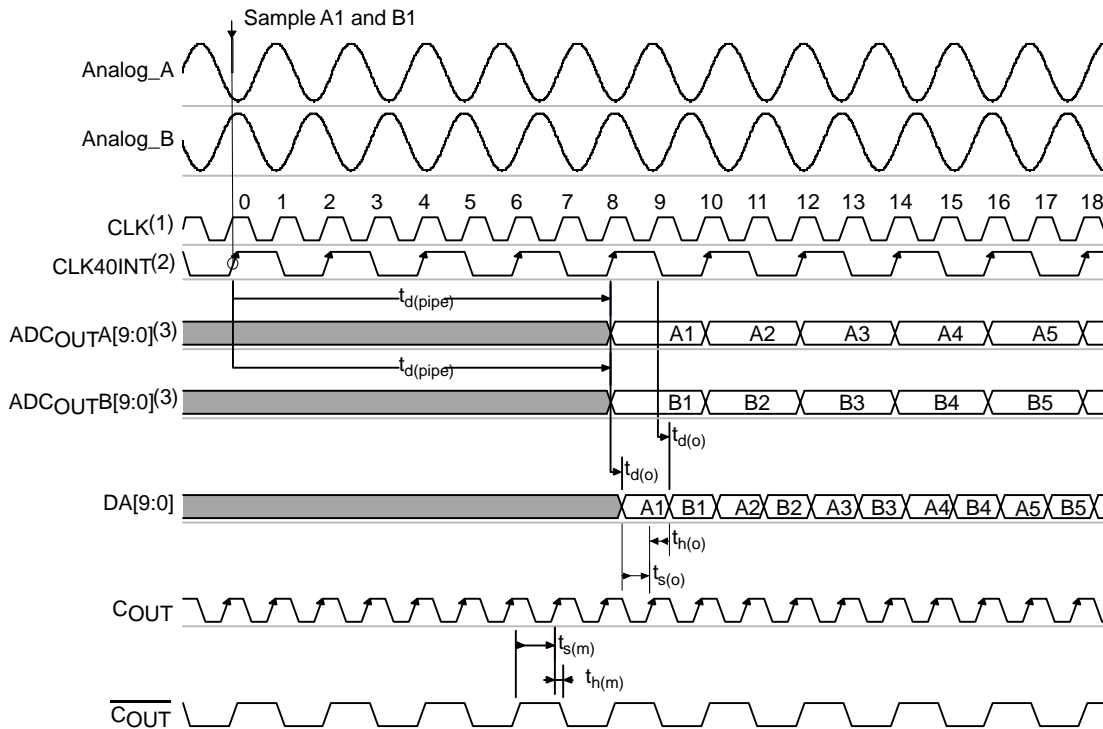 Sample A1 and B1
Analog_A
Analog_B
0 1 2 3 4 5 6 7 8 9 10 11 12 13 14 15 16 17 18
CLK(1)
CLK40INT(2)
td(pipe)
ADCOUTA[9:0](3) A1 A2 A3 A4 A5
td(pipe)
ADCOUTB[9:0](3) B1 B2 B3 B4 B5
td(o)
td(o)
DA[9:0] A1 B1 A2 B2 A3 B3 A4 B4 A5 B5
th(o)
ts(o)
COUT
ts(m)
th(m)
COUT